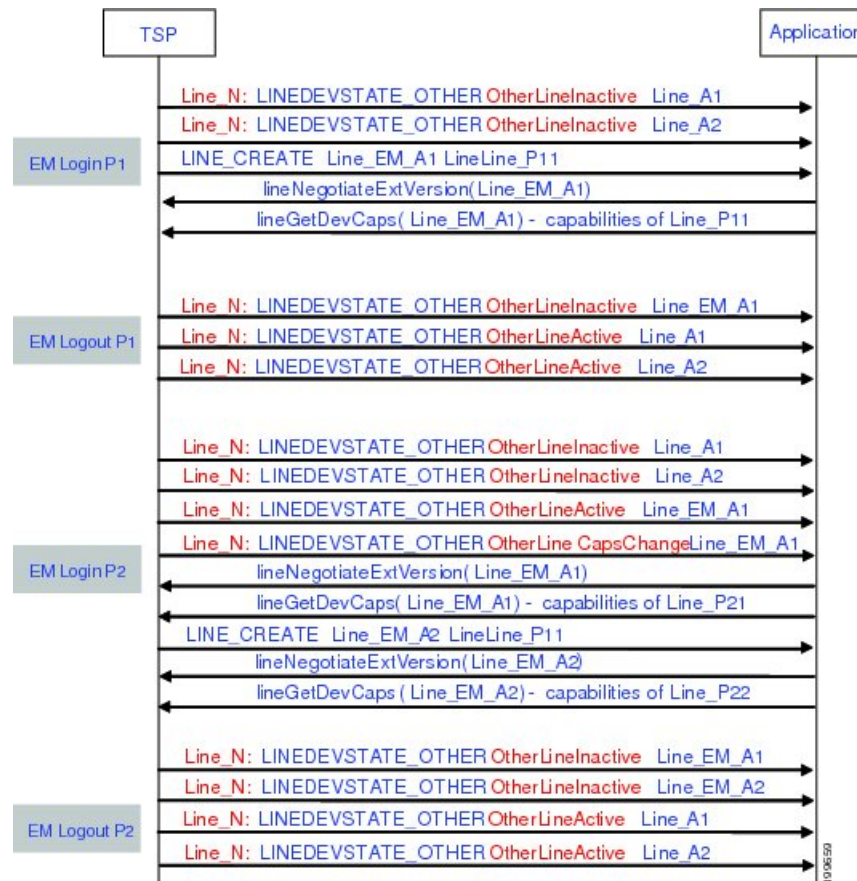 TSP
Application
Line_N: LINEDEVSTATE_OTHER OtherLineInactive Line_A1
Line_N: LINEDEVSTATE_OTHER OtherLineInactive Line_A2
EM Login P1
LINE_CREATE Line_EM_A1 LineLine_P11
lineNegotiateExtVersion(Line_EM_A1)
lineGetDevCaps( Line_EM_A1) - capabilities of Line_P11
Line_N: LINEDEVSTATE_OTHER OtherLineInactive Line_EM_A1
EM Logout P1
Line_N: LINEDEVSTATE_OTHER OtherLineActive Line_A1
Line_N: LINEDEVSTATE_OTHER OtherLineActive Line_A2
Line_N: LINEDEVSTATE_OTHER OtherLineInactive Line_A1
Line_N: LINEDEVSTATE_OTHER OtherLineInactive Line_A2
Line_N: LINEDEVSTATE_OTHER OtherLineActive Line_EM_A1
Line_N: LINEDEVSTATE_OTHER OtherLine CapsChangeLine_EM_A1
EM Login P2
lineNegotiateExtVersion( Line_EM_A1)
lineGetDevCaps( Line_EM_A1) - capabilities of Line_P21
LINE_CREATE Line_EM_A2 LineLine_P11
lineNegotiateExtVersion( Line_EM_A2)
lineGetDevCaps ( Line_EM_A2) - capabilities of Line_P22
Line_N: LINEDEVSTATE_OTHER OtherLineInactive Line_EM_A1
Line_N: LINEDEVSTATE_OTHER OtherLineInactive Line_EM_A2
EM Logout P2
Line_N: LINEDEVSTATE_OTHER OtherLineActive Line_A1
Line_N: LINEDEVSTATE_OTHER OtherLineActive Line_A2
199659